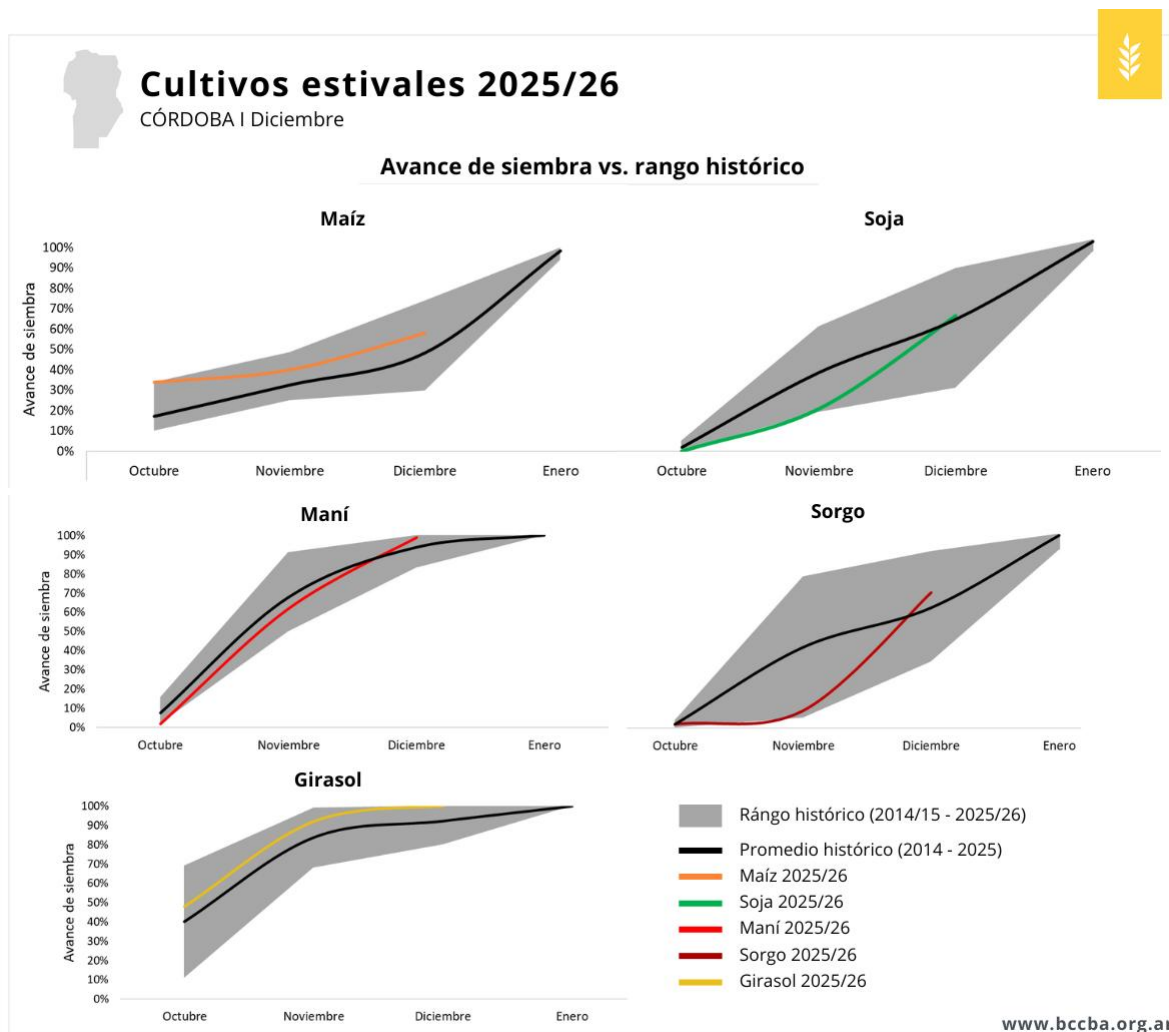 Cultivos estivales 2025/26
CÓRDOBA I Diciembre
Avance de siembra vs. rango histórico
Maíz
Avance de siembra
100%
90%
80%
70%
60%
50%
40%
30%
20%
10%
0%
Octubre Noviembre Diciembre Enero
Soja
Octubre Noviembre Diciembre Enero
Maní
Avance de siembra
100%
90%
80%
70%
60%
50%
40%
30%
20%
10%
0%
Octubre Noviembre Diciembre Enero
Sorgo
Octubre Noviembre Diciembre Enero
Girasol
Avance de siembra
100%
90%
80%
70%
60%
50%
40%
30%
20%
10%
0%
Octubre Noviembre Diciembre Enero
Rángo histórico (2014/15 - 2025/26)
Promedio histórico (2014 - 2025)
Maíz 2025/26
Soja 2025/26
Maní 2025/26
Sorgo 2025/26
Girasol 2025/26
www.bccba.org.ar